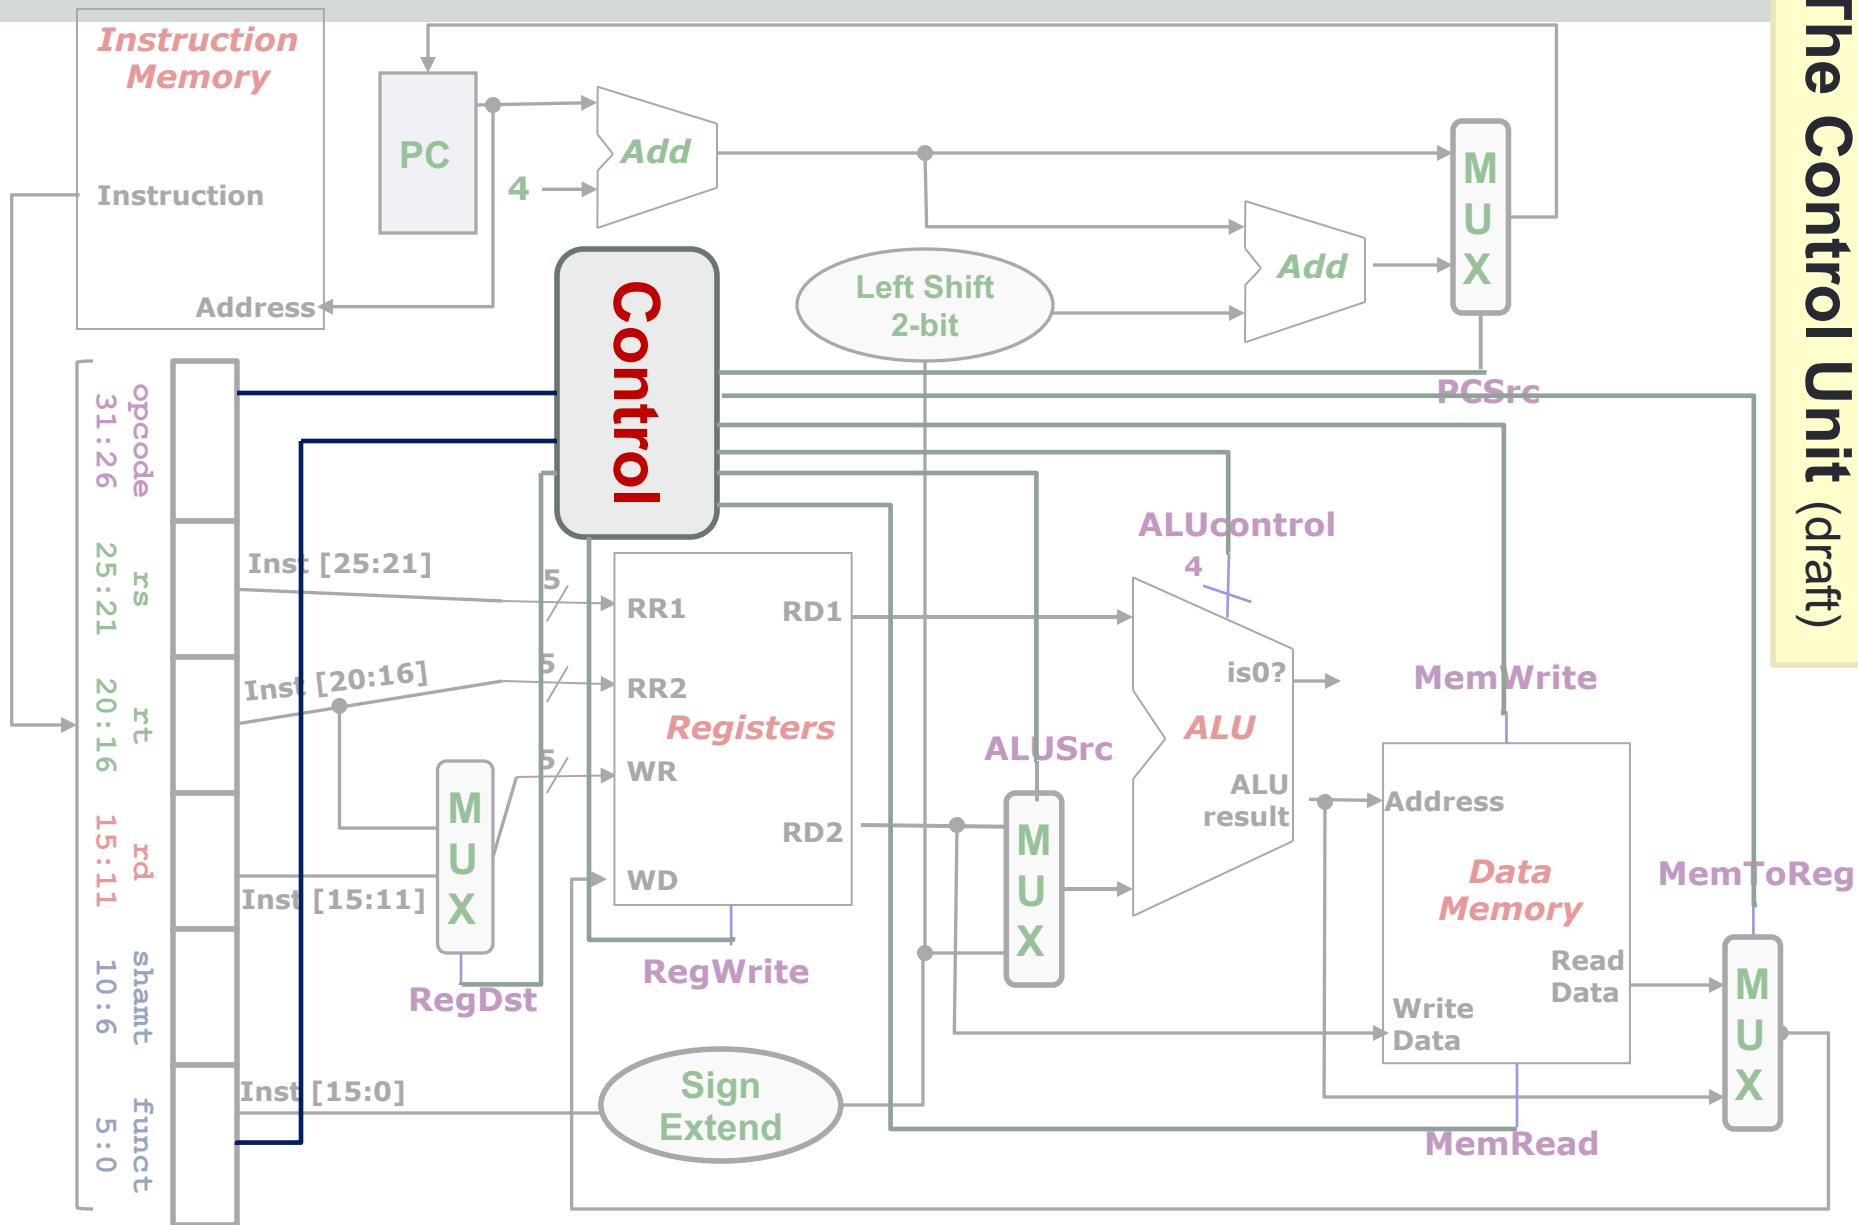 The Control Unit (draft)
Instruction
Memory
Instruction
Address
PC
4
Add
Add
M
U
X
Left Shift
2-bit
Control
PCSrc
opcode
31:26
rs
25:21
rt
20:16
rd
15:11
shamt
10:6
funct
5:0
Inst [25:21]
5
Inst [20:16]
5
5
Inst [15:11]
Inst [15:0]
M
U
X
RegDst
RR1
RR2
WR
WD
RD1
RD2
Registers
RegWrite
Sign
Extend
ALUSrc
M
U
X
ALUcontrol
4
is0?
ALU
ALU
result
MemWrite
Address
Data
Memory
Read
Data
Write
Data
MemRead
MemToReg
M
U
X